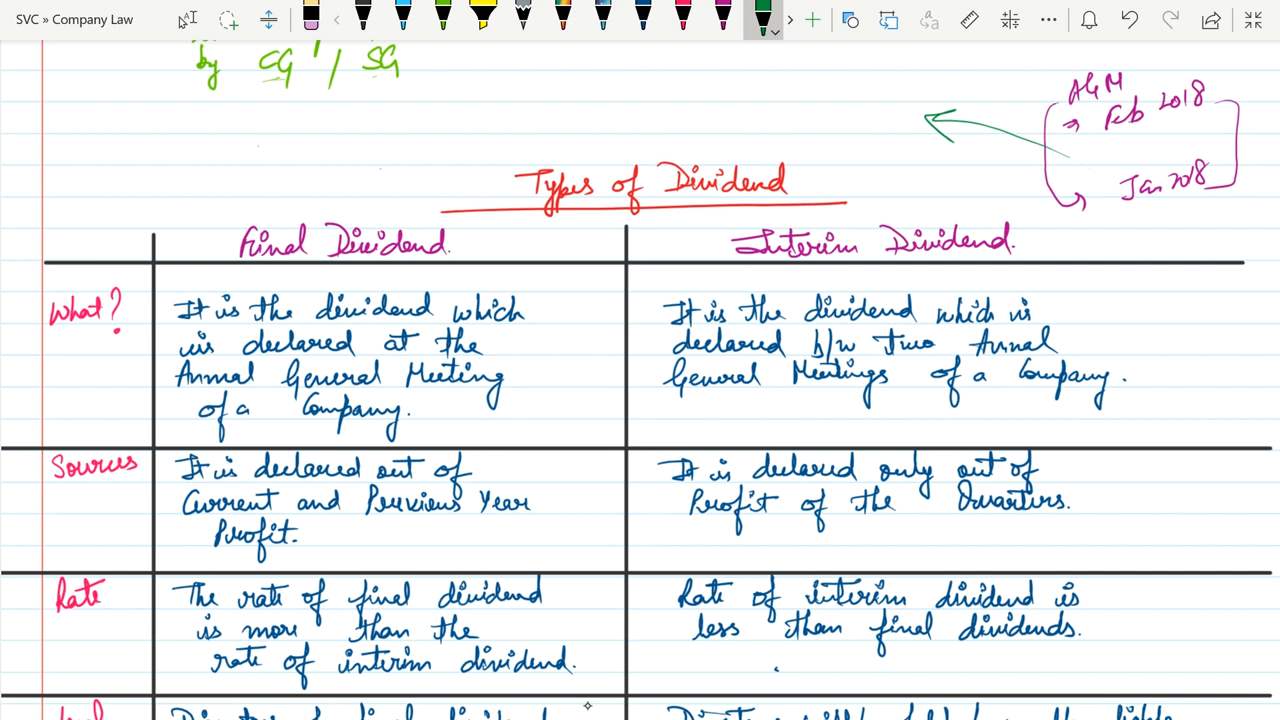 SVC » Company Law
by CG / SG
AGM
→ Feb 2018
Jan 2018
Types of Dividend
Final Dividend.
Interim Dividend.
What?
It is the dividend which
is declared at the
Annual General Meeting
of a Company.
It is the dividend which is
declared b/w Two Annual
General Meetings of a Company.
Sources
It is declared out of
Current and Previous Year
Profit.
It is declared only out of
Profit of the Quarters.
Rate
The rate of final dividend
is more than the
rate of interim dividend.
Rate of interim dividend is
less than final dividends.